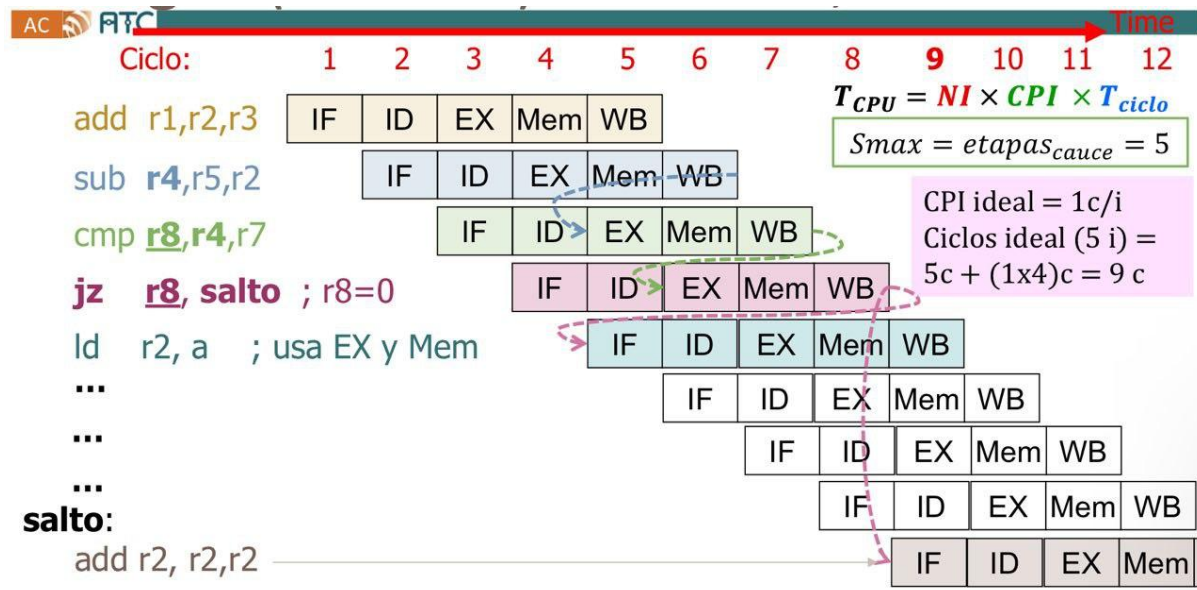 AC ATC
Time
Ciclo: 1 2 3 4 5 6 7 8 9 10 11 12
T_CPU = NI × CPI × T_ciclo
add r1,r2,r3 IF ID EX Mem WB
Smax = etapas_cauce = 5
sub r4,r5,r2 IF ID EX Mem WB
CPI ideal = 1c/i
Ciclos ideal (5 i) =
5c + (1x4)c = 9 c
cmp r8,r4,r7 IF ID EX Mem WB
jz r8, salto ; r8=0 IF ID EX Mem WB
ld r2, a ; usa EX y Mem IF ID EX Mem WB
... IF ID EX Mem WB
... IF ID EX Mem WB
... IF ID EX Mem WB
salto:
add r2, r2,r2 IF ID EX Mem